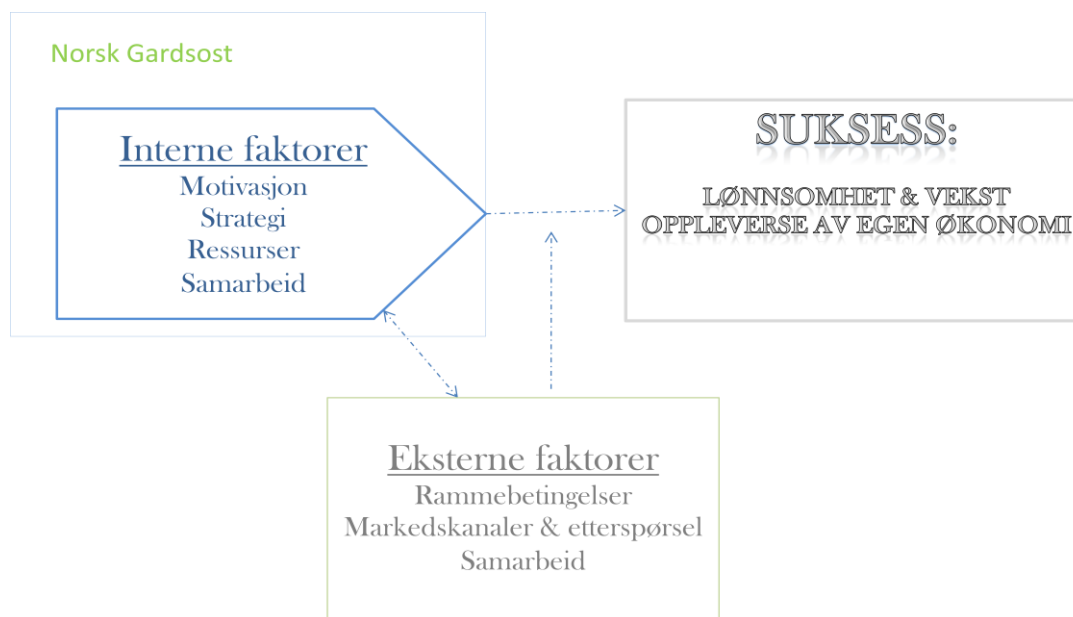 Norsk Gardsost
Interne faktorer
Motivasjon
Strategi
Ressurser
Samarbeid
SUKSESS:
LØNNSOMHET & VEKST
OPPLEVERSE AV EGEN ØKONOMI
Eksterne faktorer
Rammebetingelser
Markedskanaler & etterspørsel
Samarbeid